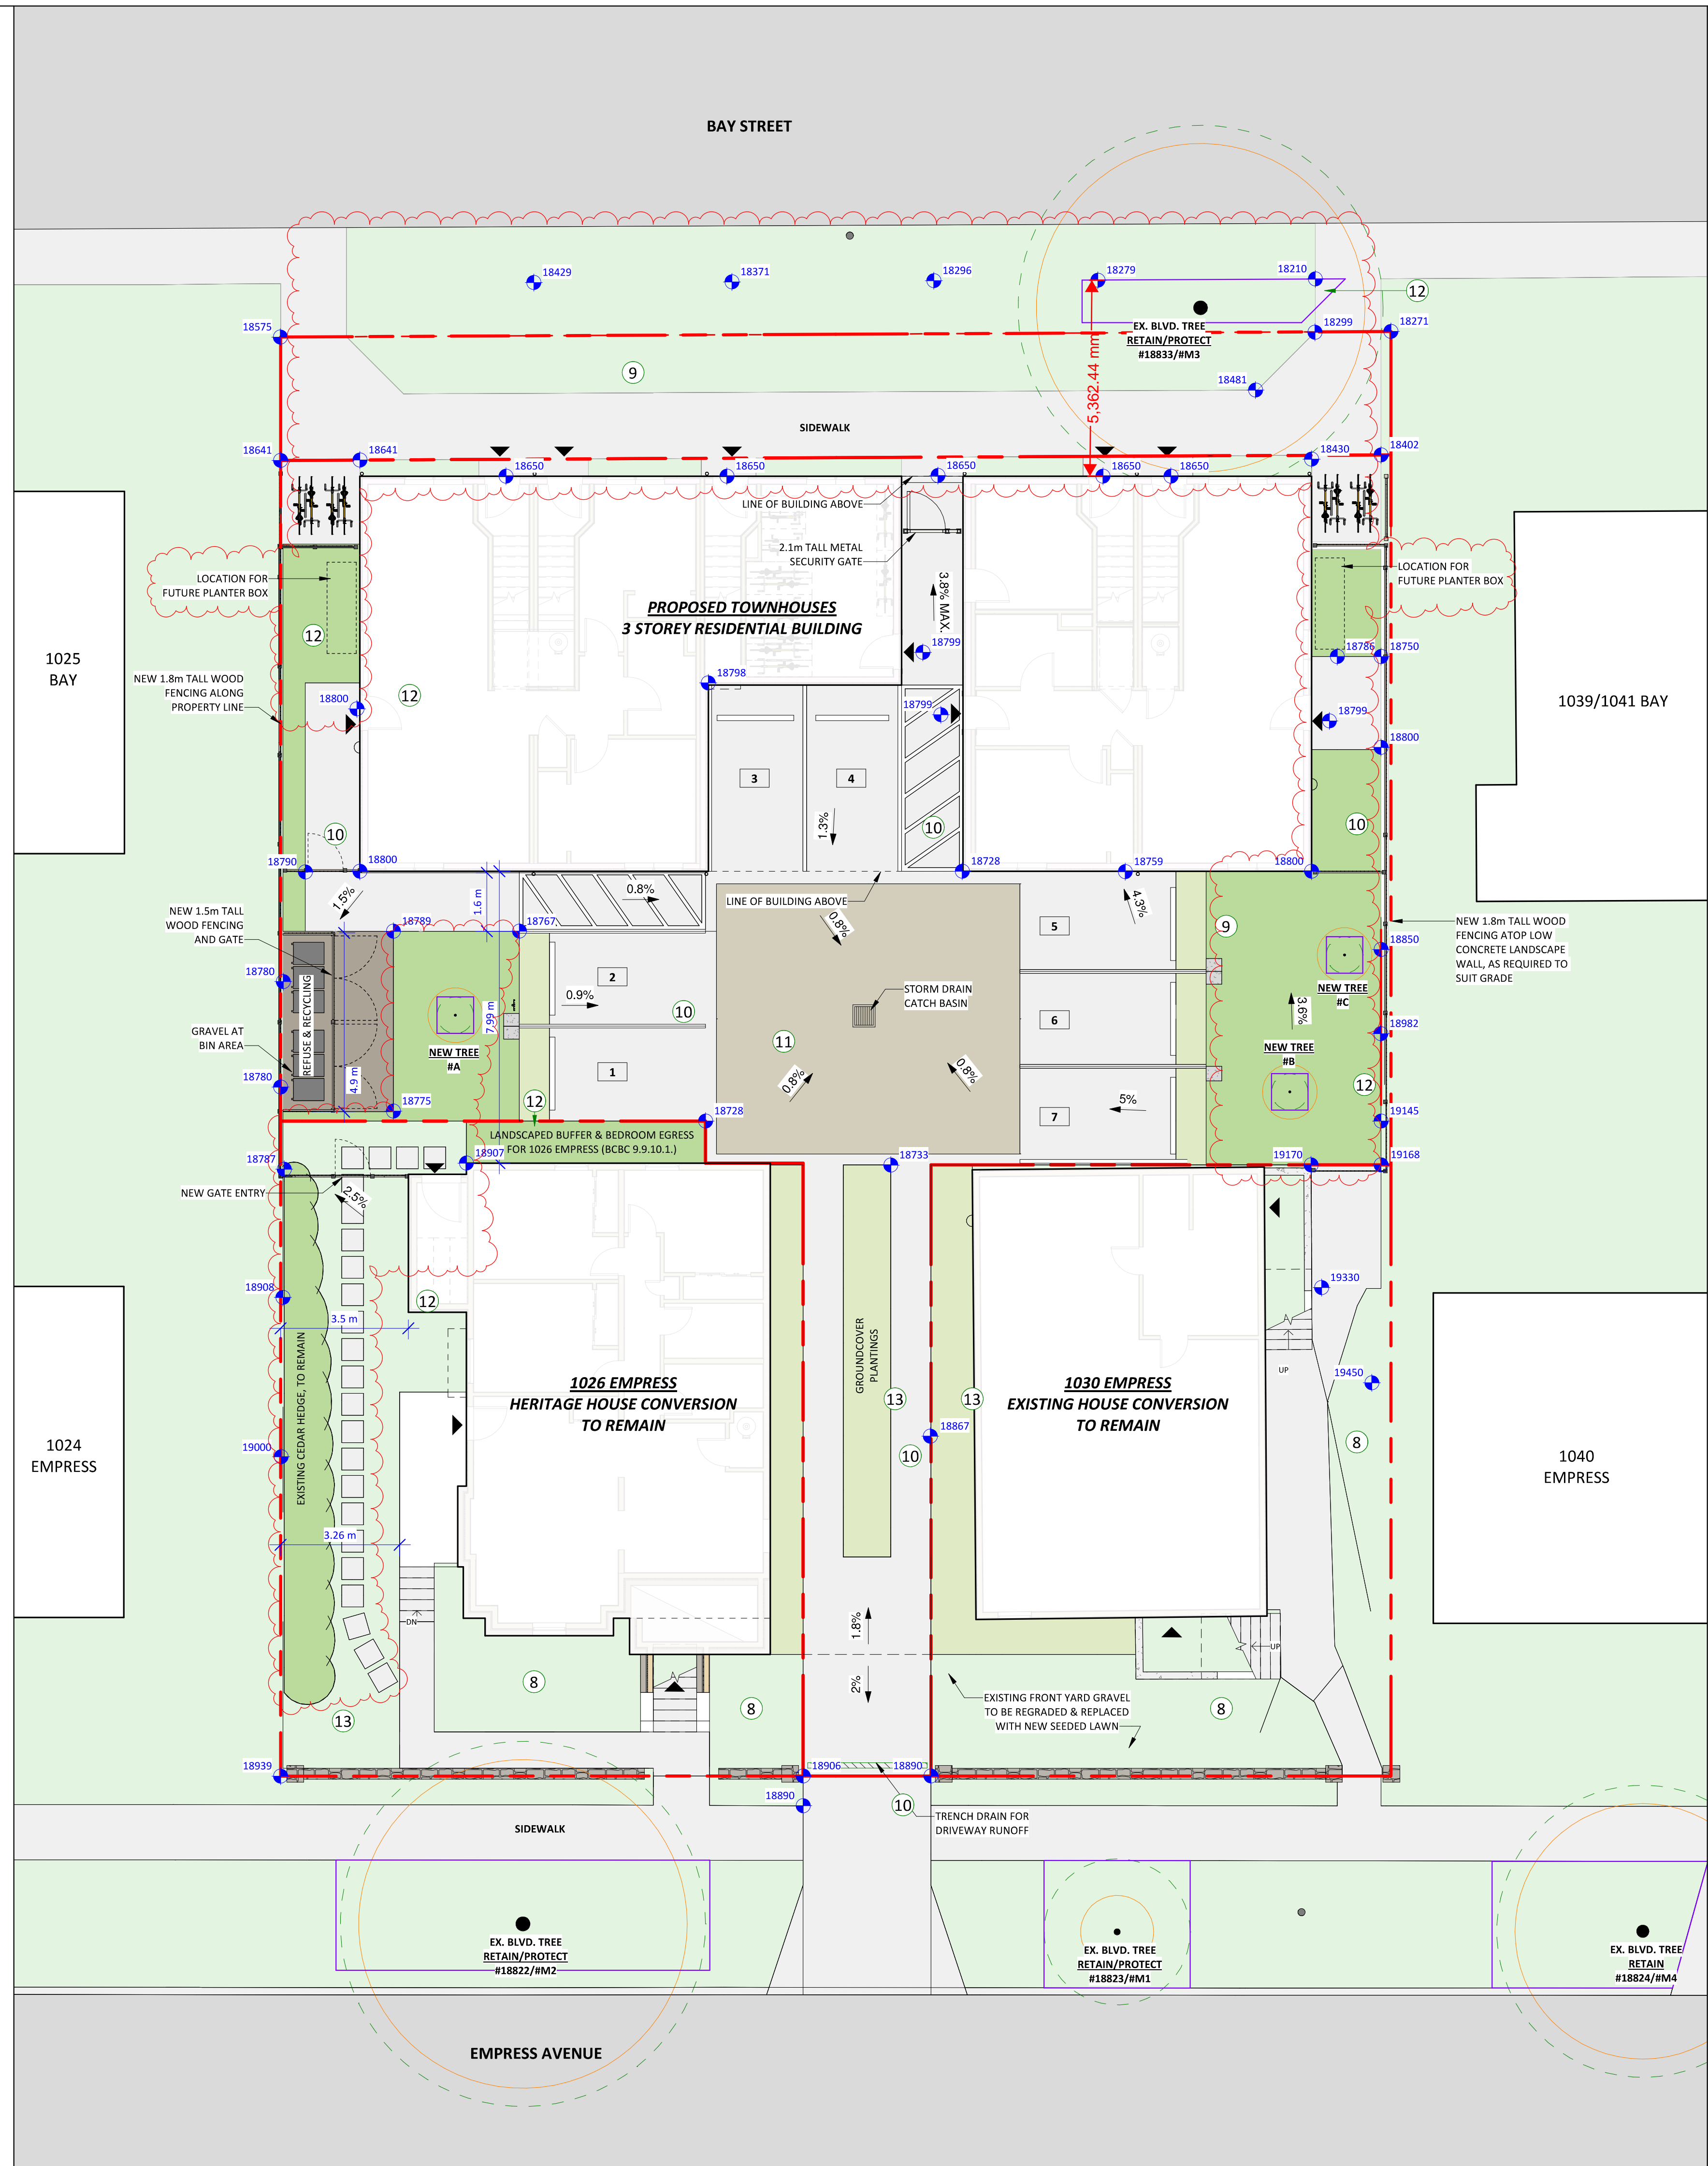 BAY STREET
18429
18371
18296
18279
18210
12
18575
EX. BLVD. TREE
RETAIN/PROTECT
#18833/#M3
18299
18271
5,362.44 mm
9
18481
SIDEWALK
18641
18641
18430
18402
18650
18650
18650
18650
18650
LINE OF BUILDING ABOVE
2.1m TALL METAL
SECURITY GATE
LOCATION FOR
FUTURE PLANTER BOX
LOCATION FOR
FUTURE PLANTER BOX
3.8% MAX.
PROPOSED TOWNHOUSES
3 STOREY RESIDENTIAL BUILDING
12
1025
BAY
18799
18786
18750
NEW 1.8m TALL WOOD
FENCING ALONG
PROPERTY LINE
18798
12
18800
18799
18799
1039/1041 BAY
18800
3
4
1.3%
10
10
10
18790
18800
18728
18759
18800
1.5%
1.6 m
0.8%
LINE OF BUILDING ABOVE
4.3%
NEW 1.5m TALL
WOOD FENCING
AND GATE
18789
18767
0.8%
5
9
NEW 1.8m TALL WOOD
FENCING ATOP LOW
CONCRETE LANDSCAPE
WALL, AS REQUIRED TO
SUIT GRADE
18850
18780
REFUSE & RECYCLING
2
0.9%
STORM DRAIN
CATCH BASIN
NEW TREE
#C
7.99 m
10
3.6%
6
GRAVEL AT
BIN AREA
NEW TREE
#A
11
NEW TREE
#B
18982
18780
4.9 m
1
0.8%
0.8%
12
18775
12
18728
5%
7
19145
LANDSCAPED BUFFER & BEDROOM EGRESS
FOR 1026 EMPRESS (BCBC 9.9.10.1.)
18787
18907
18733
19170
19168
NEW GATE ENTRY
2.5%
18908
12
19330
3.5 m
EXISTING CEDAR HEDGE, TO REMAIN
GROUNDCOVER
PLANTINGS
UP
19450
1026 EMPRESS
HERITAGE HOUSE CONVERSION
TO REMAIN
13
13
1030 EMPRESS
EXISTING HOUSE CONVERSION
TO REMAIN
18867
10
8
1024
EMPRESS
19000
1040
EMPRESS
3.26 m
DN
1.8%
UP
2%
8
8
8
13
EXISTING FRONT YARD GRAVEL
TO BE REGRADED & REPLACED
WITH NEW SEEDED LAWN
18939
18906
18890
18890
10
TRENCH DRAIN FOR
DRIVEWAY RUNOFF
SIDEWALK
EX. BLVD. TREE
RETAIN/PROTECT
#18822/#M2
EX. BLVD. TREE
RETAIN/PROTECT
#18823/#M1
EX. BLVD. TREE
RETAIN
#18824/#M4
EMPRESS AVENUE